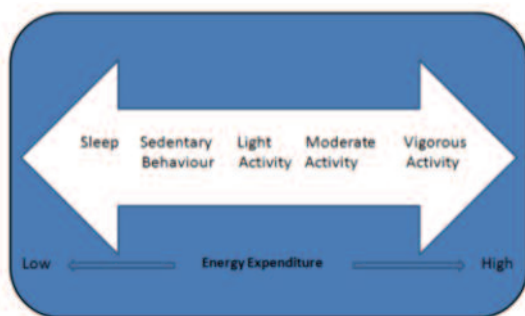 Sleep Sedentary Light Moderate Vigorous
Behaviour Activity Activity Activity
Low Energy Expenditure High